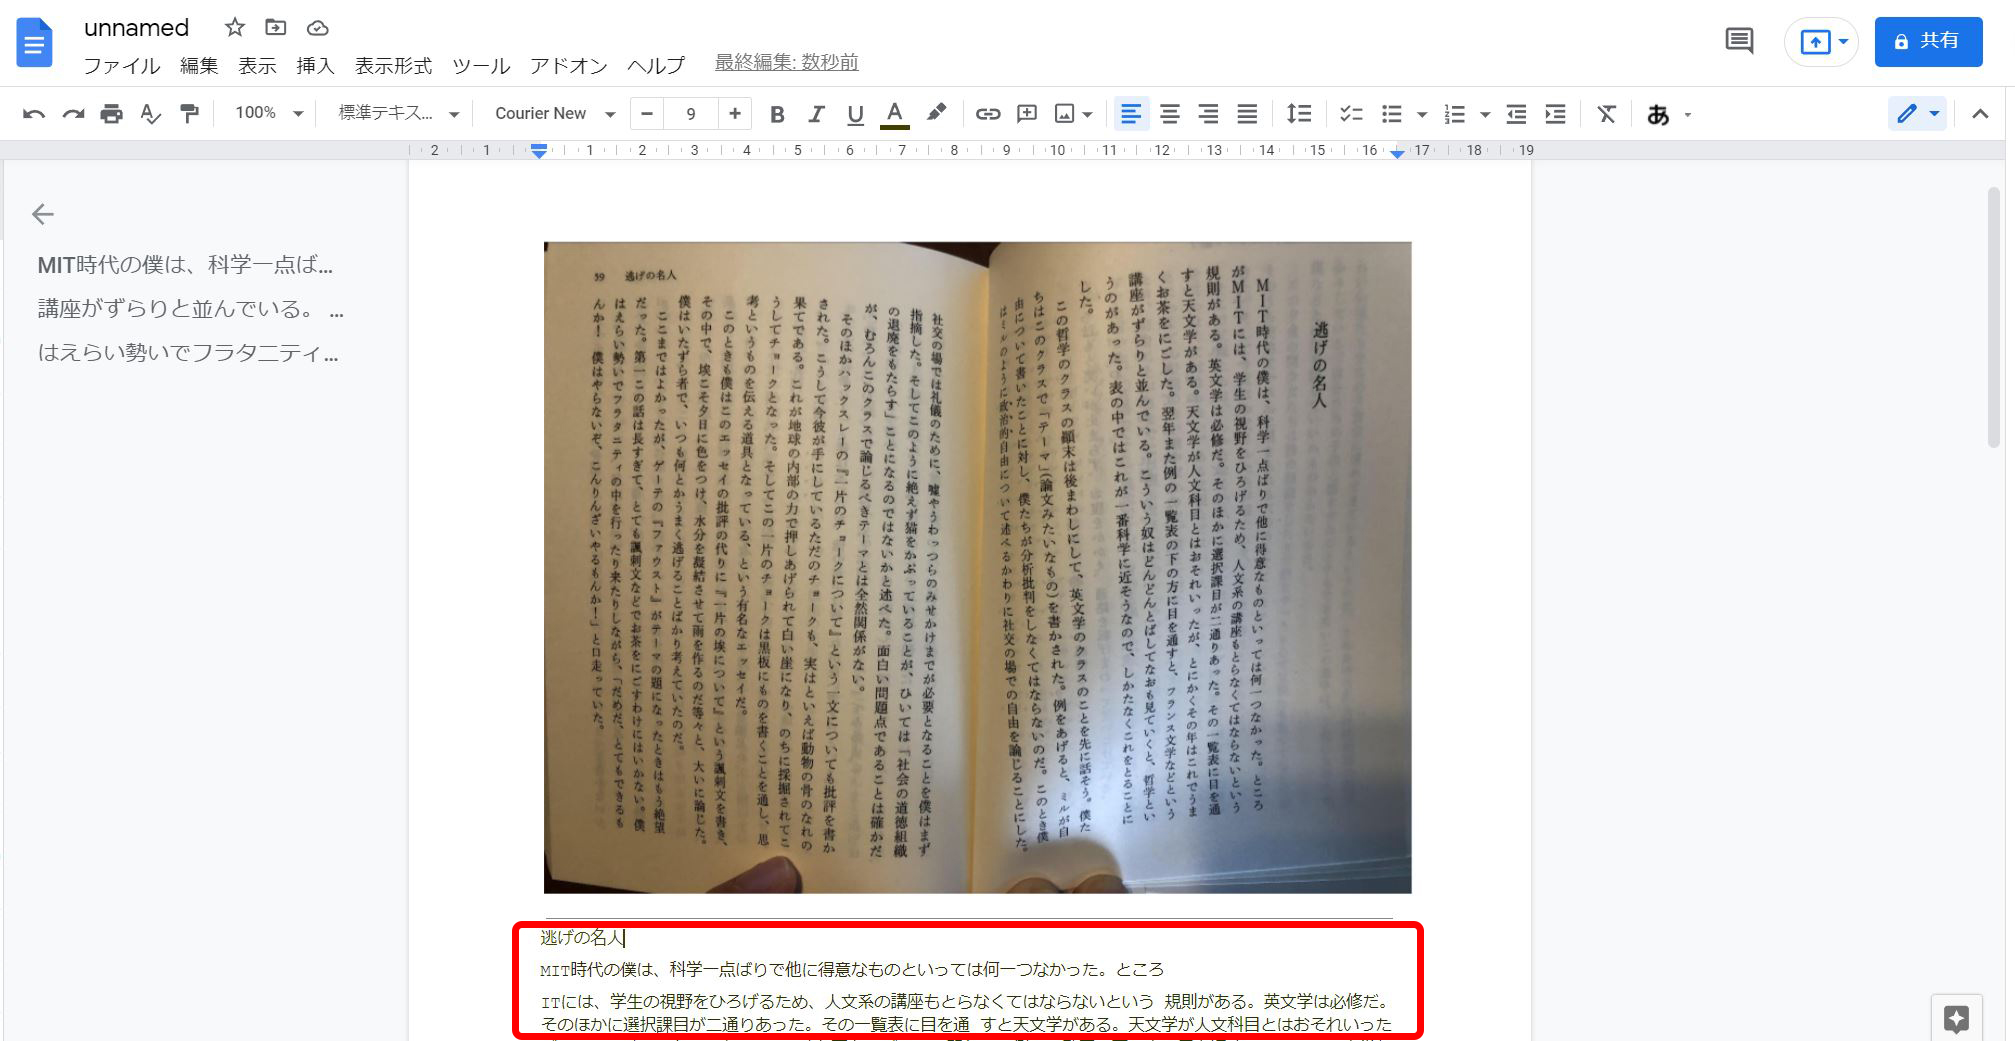 unnamed
ファイル 編集 表示 挿入 表示形式 ツール アドオン ヘルプ 最終編集: 数秒前
共有
100% 標準テキス... Courier New 9 B I U A あ
2 1 1 2 3 4 5 6 7 8 9 10 11 12 13 14 15 16 17 18 19
MIT時代の僕は、科学一点ば...
講座がずらりと並んでいる。 ...
はえらい勢いでフラタニティ...
逃げの名人
MIT時代の僕は、科学一点ばりで他に得意なものといっては何一つなかった。ところ
がMITには、学生の視野をひろげるため、人文系の講座もとらなくてはならないという
規則がある。英文学は必修だ。そのほかに選択課目が二通りあった。その一覧表に目を通
すと天文学がある。天文学が人文科目とはおそれいったが、とにかくその年はこれでうま
くお茶をにごした。翌年また例の一覧表の下の方に目を通すと、フランス文学などという
講座がずらりと並んでいる。こういう奴はどんどんとばしてなおも見ていくと、哲学とい
うのがあった。表の中ではこれが一番科学に近そうなので、しかたなくこれをとることに
した。
この哲学のクラスの顛末は後まわしにして、英文学のクラスのことを先に話そう。僕た
ちはこのクラスで「テーマ」(論文みたいなもの)を書かされた。例をあげると、ミルが自
由について書いたことに対し、僕たちが分析批判をしなくてはならないのだ。このとき僕
はミルのように政治的自由について述べるかわりに社交の場での自由を論じることにした。
59 逃げの名人
社交の場では礼儀のために、嘘やうわっつらのみせかけまでが必要となることを僕はまず
指摘した。そしてこのように絶えず猫をかぶっていることが、ひいては「社会の道徳組織
の退廃をもたらす」ことになるのではないかと述べた。面白い問題点であることは確かだ
が、むろんこのクラスで論じるべきテーマとは全然関係がない。
そのほかハックスレーの『一片のチョークについて』という一文についても批評を書か
された。こうして今彼が手にしているただのチョークも、実はといえば動物の骨のなれの
果てである。これが地球の内部の力で押しあげられて白い崖になり、のちに採掘されてこ
うしてチョークとなった。そしてこの一片のチョークは黒板にものを書くことを通し、思
考というものを伝える道具となっている、という有名なエッセイだ。
このときも僕はこのエッセイの批評の代りに『一片の埃について』という諷刺文を書き、
その中で、埃こそ夕日に色をつけ、水分を凝結させて雨を作るのだ等々と、大いに論じた。
僕はいたずら者で、いつも何とかうまく逃げることばかり考えていたのだ。
ここまではよかったが、ゲーテの『ファウスト』がテーマの題になったときはもう絶望
だった。第一この話は長すぎて、とても諷刺文などでお茶をにごすわけにはいかない。僕
はえらい勢いでフラタニティの中を行ったり来たりしながら、「だめだ、とてもできるも
んか！ 僕はやらないぞ、こんりんざいやるもんか！」と口走っていた。
逃げの名人
MIT時代の僕は、科学一点ばりで他に得意なものといっては何一つなかった。ところ
ITには、学生の視野をひろげるため、人文系の講座もとらなくてはならないという 規則がある。英文学は必修だ。
そのほかに選択課目が二通りあった。その一覧表に目を通 すと天文学がある。天文学が人文科目とはおそれいった